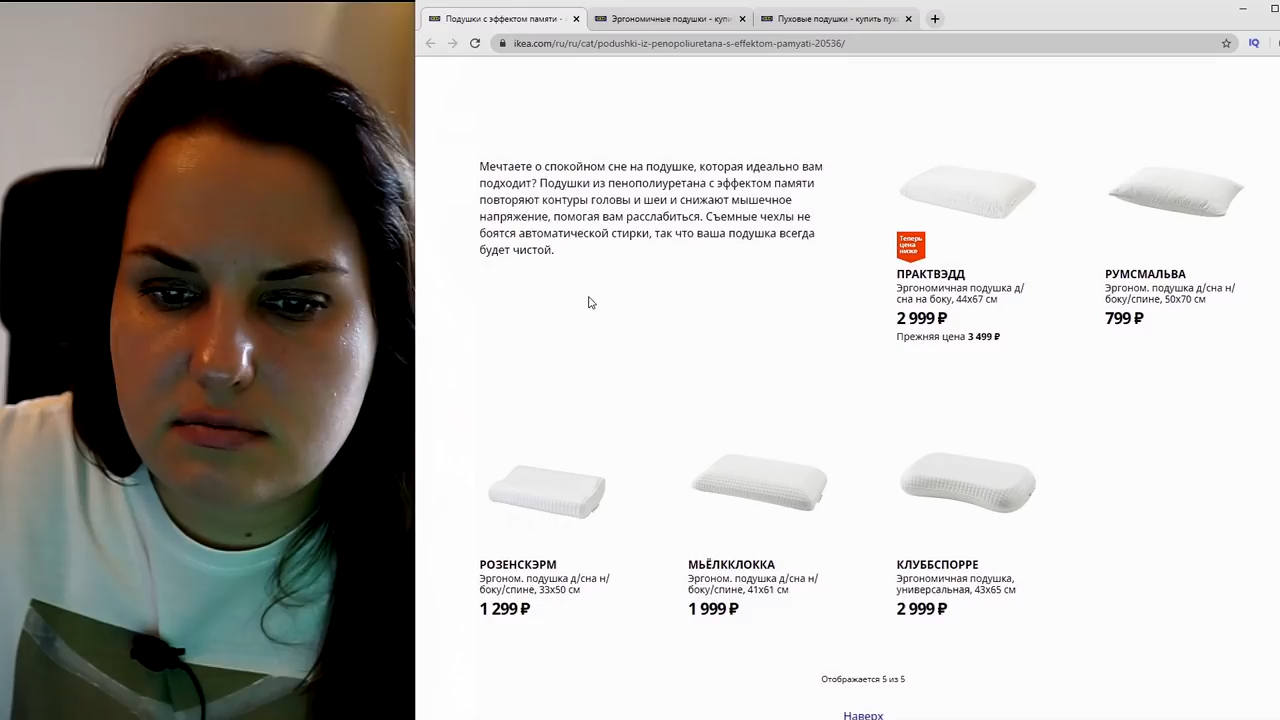 Подушки с эффектом памяти -
Эргономичные подушки - купи
Пуховые подушки - купить пух
ikea.com/ru/ru/cat/podushki-iz-penopoliuretana-s-effektom-pamyati-20536/
IQ
Мечтаете о спокойном сне на подушке, которая идеально вам
подходит? Подушки из пенополиуретана с эффектом памяти
повторяют контуры головы и шеи и снижают мышечное
напряжение, помогая вам расслабиться. Съемные чехлы не
боятся автоматической стирки, так что ваша подушка всегда
будет чистой.
Теперь
цена
ниже
ПРАКТВЭДД
Эргономичная подушка д/
сна на боку, 44x67 см
2 999 ₽
Прежняя цена 3 499 ₽
РУМСМАЛЬВА
Эргоном. подушка д/сна н/
боку/спине, 50x70 см
799 ₽
РОЗЕНСКЭРМ
Эргоном. подушка д/сна н/
боку/спине, 33x50 см
1 299 ₽
МЬЁЛККЛОККА
Эргоном. подушка д/сна н/
боку/спине, 41x61 см
1 999 ₽
КЛУББСПОРРЕ
Эргономичная подушка,
универсальная, 43x65 см
2 999 ₽
Отображается 5 из 5
Наверх